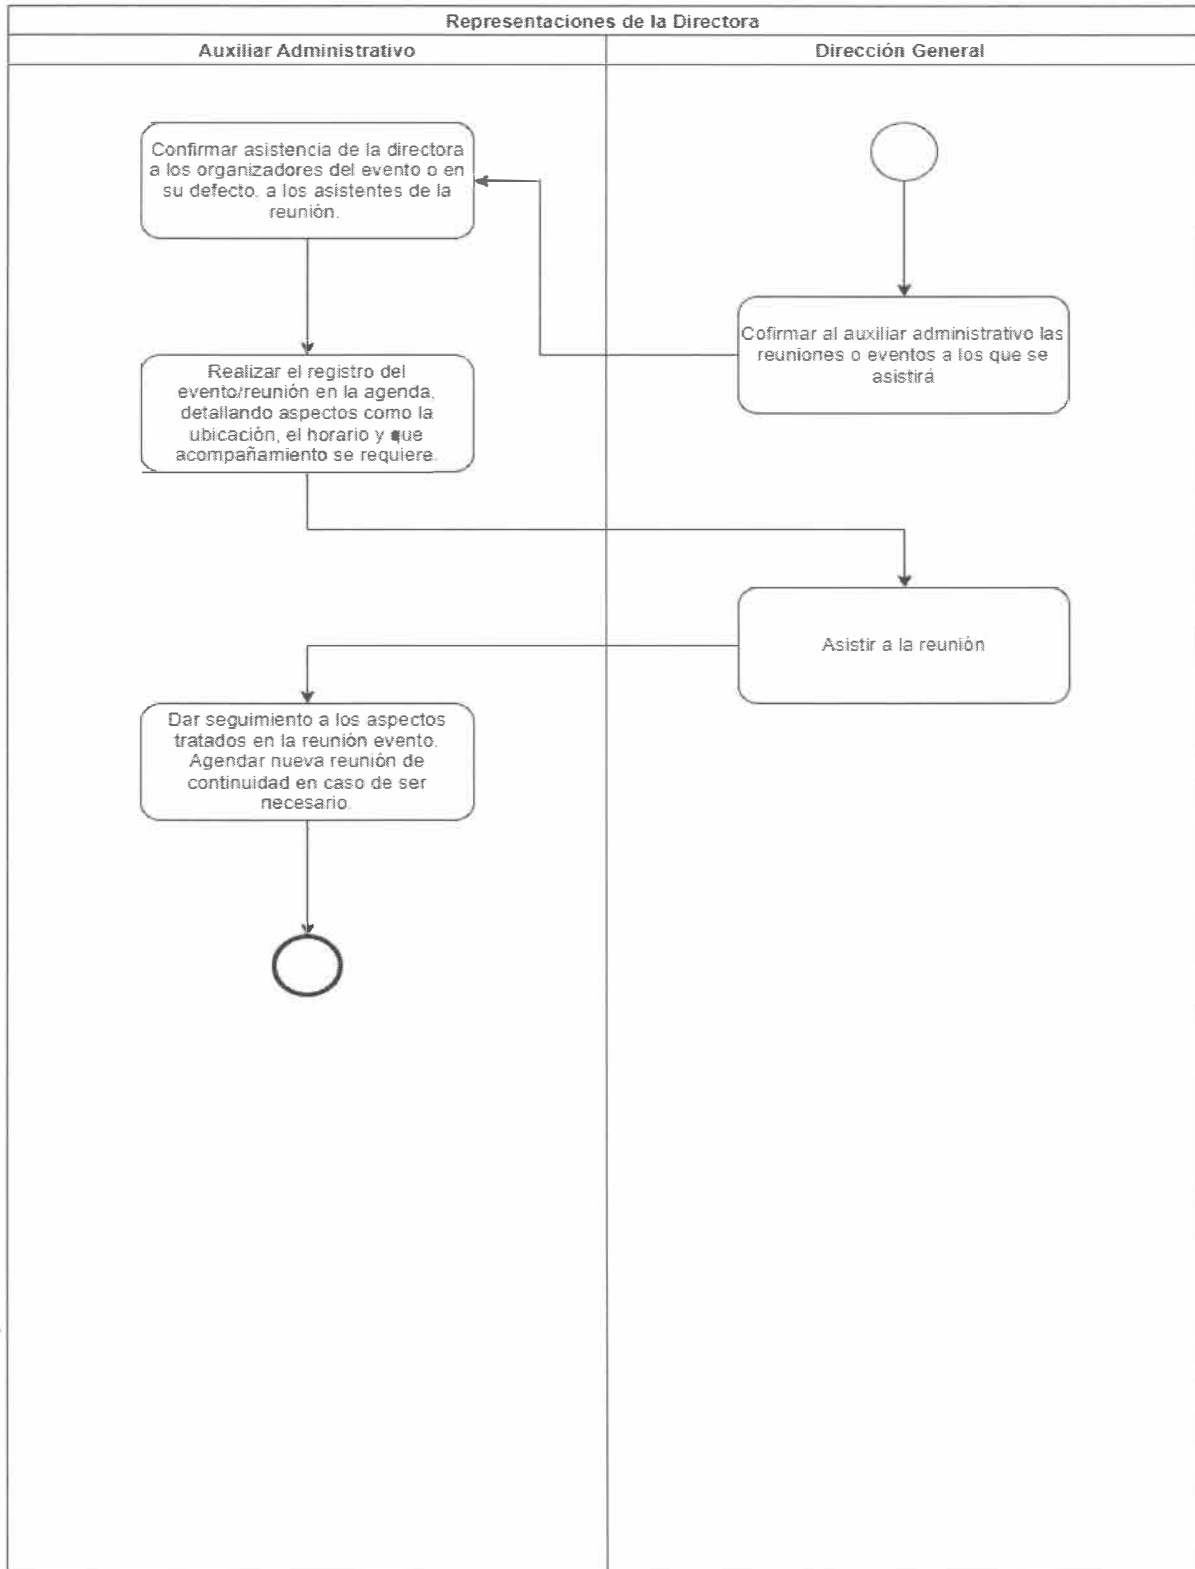 Representaciones de la Directora
Auxiliar Administrativo
Dirección General
Confirmar asistencia de la directora
a los organizadores del evento o en
su defecto, a los asistentes de la
reunión.
Cofirmar al auxiliar administrativo las
reuniones o eventos a los que se
asistirá
Realizar el registro del
evento/reunión en la agenda,
detallando aspectos como la
ubicación, el horario y que
acompañamiento se requiere.
Asistir a la reunión
Dar seguimiento a los aspectos
tratados en la reunión evento.
Agendar nueva reunión de
continuidad en caso de ser
necesario.